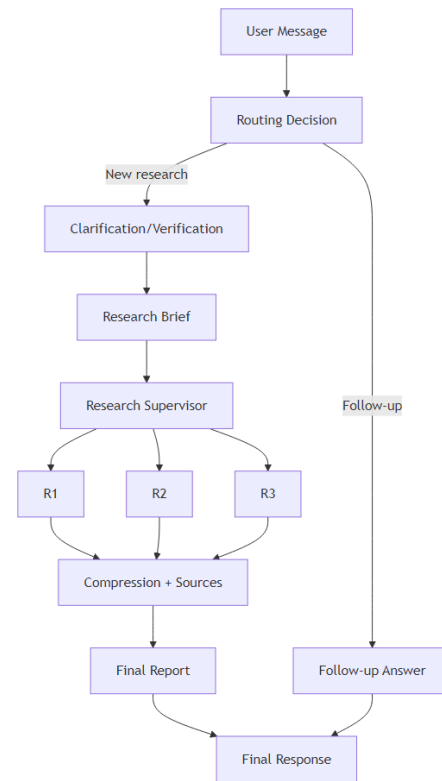 User Message
Routing Decision
New research
Clarification/Verification
Research Brief
Research Supervisor
Follow-up
R1
R2
R3
Compression + Sources
Final Report
Follow-up Answer
Final Response